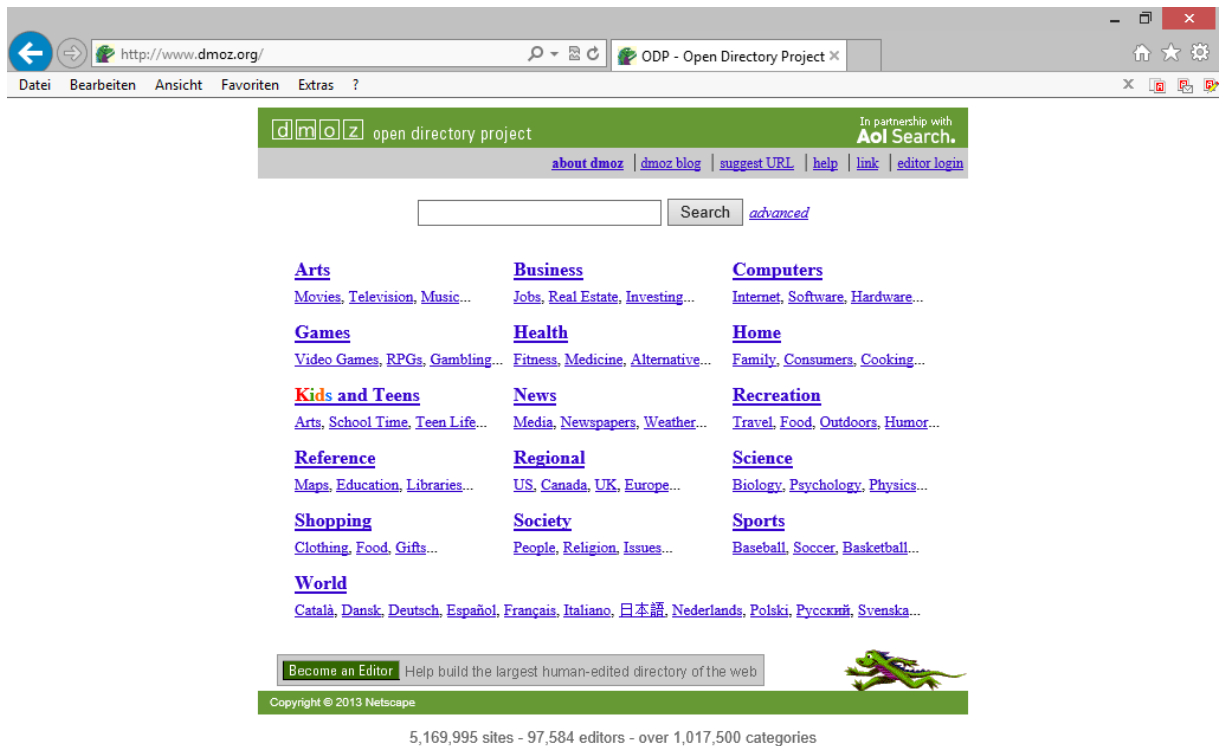 http://www.dmoz.org/
ODP - Open Directory Project
Datei Bearbeiten Ansicht Favoriten Extras ?
dmoz open directory project
In partnership with
Aol Search.
about dmoz | dmoz blog | suggest URL | help | link | editor login
Search advanced
Arts Business Computers
Movies, Television, Music... Jobs, Real Estate, Investing... Internet, Software, Hardware...
Games Health Home
Video Games, RPGs, Gambling... Fitness, Medicine, Alternative... Family, Consumers, Cooking...
Kids and Teens News Recreation
Arts, School Time, Teen Life... Media, Newspapers, Weather... Travel, Food, Outdoors, Humor...
Reference Regional Science
Maps, Education, Libraries... US, Canada, UK, Europe... Biology, Psychology, Physics...
Shopping Society Sports
Clothing, Food, Gifts... People, Religion, Issues... Baseball, Soccer, Basketball...
World
Català, Dansk, Deutsch, Español, Français, Italiano, 日本語, Nederlands, Polski, Русский, Svenska...
Become an Editor Help build the largest human-edited directory of the web
Copyright © 2013 Netscape
5,169,995 sites - 97,584 editors - over 1,017,500 categories